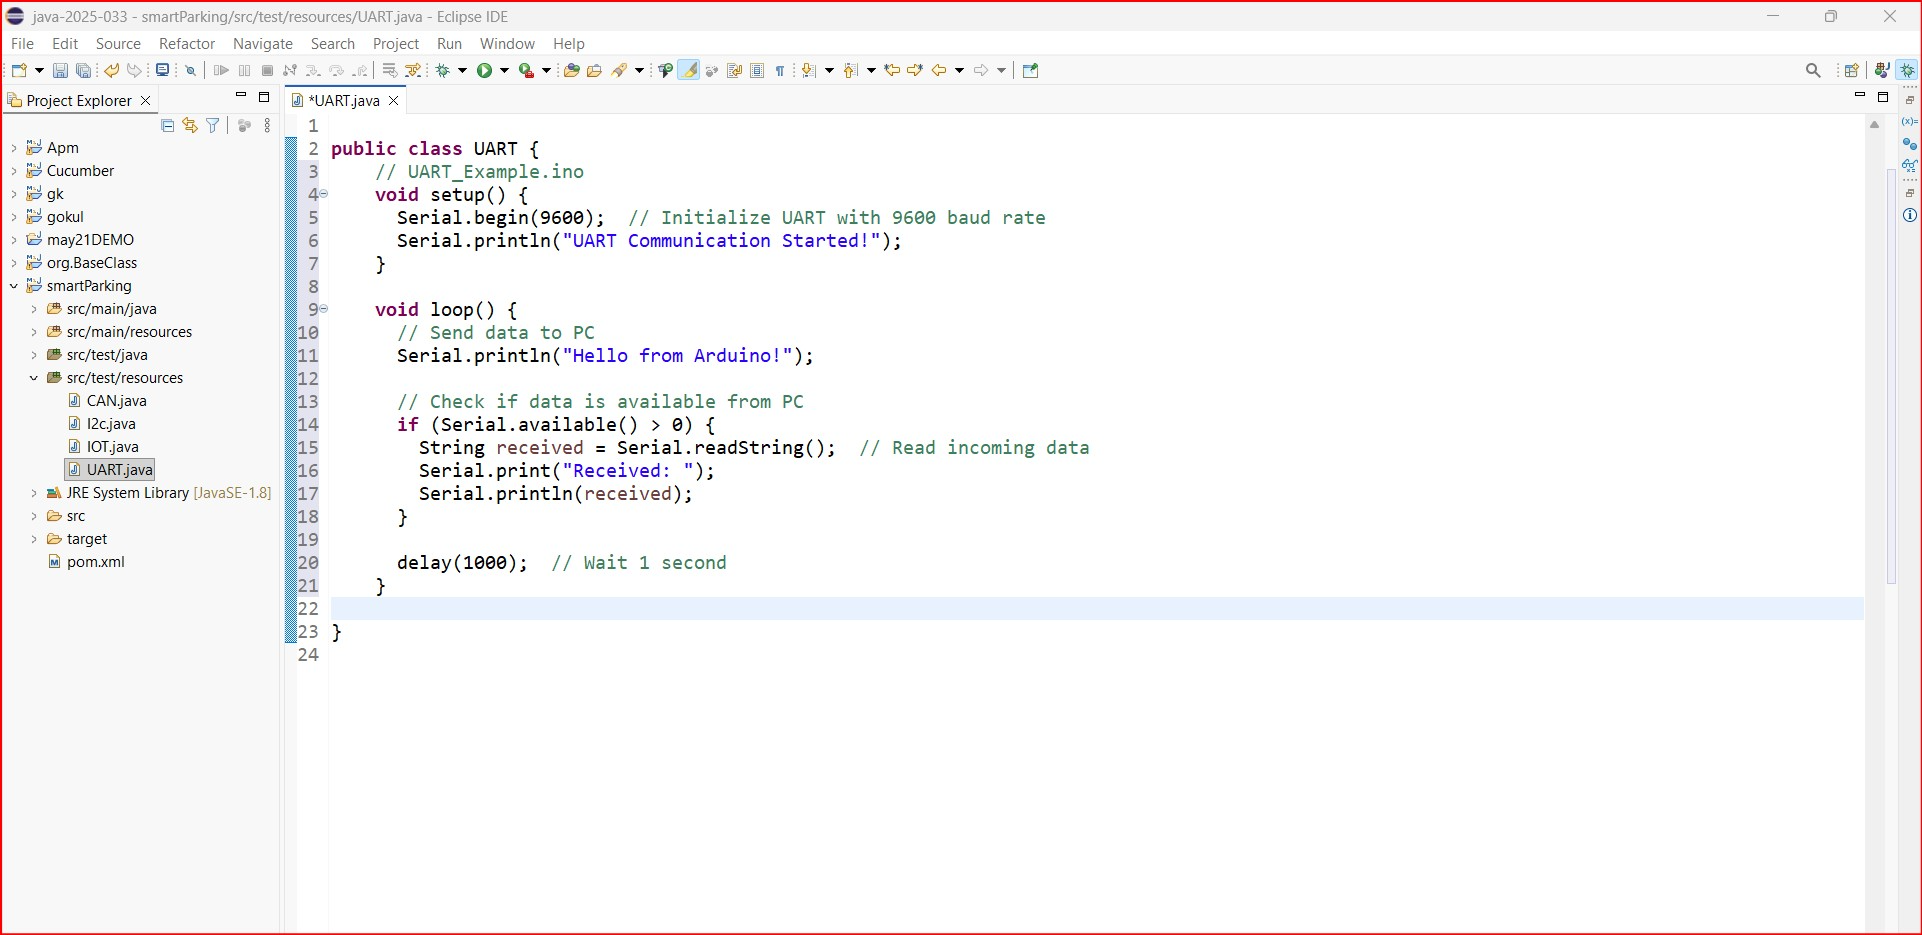 java-2025-033 - smartParking/src/test/resources/UART.java - Eclipse IDE
File Edit Source Refactor Navigate Search Project Run Window Help
Project Explorer
Apm
Cucumber
gk
gokul
may21DEMO
org.BaseClass
smartParking
src/main/java
src/main/resources
src/test/java
src/test/resources
CAN.java
I2c.java
IOT.java
UART.java
JRE System Library [JavaSE-1.8]
src
target
pom.xml
*UART.java
1
2 public class UART {
3 // UART_Example.ino
4 void setup() {
5 Serial.begin(9600);  // Initialize UART with 9600 baud rate
6 Serial.println("UART Communication Started!");
7 }
8
9 void loop() {
10 // Send data to PC
11 Serial.println("Hello from Arduino!");
12
13 // Check if data is available from PC
14 if (Serial.available() > 0) {
15 String received = Serial.readString();  // Read incoming data
16 Serial.print("Received: ");
17 Serial.println(received);
18 }
19
20 delay(1000);  // Wait 1 second
21 }
22
23 }
24
(x)=